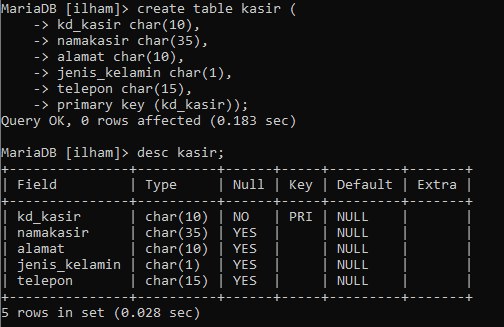 MariaDB [ilham]> create table kasir (
    -> kd_kasir char(10),
    -> namakasir char(35),
    -> alamat char(10),
    -> jenis_kelamin char(1),
    -> telepon char(15),
    -> primary key (kd_kasir));
Query OK, 0 rows affected (0.183 sec)

MariaDB [ilham]> desc kasir;
+---------------+----------+------+-----+---------+-------+
| Field         | Type     | Null | Key | Default | Extra |
+---------------+----------+------+-----+---------+-------+
| kd_kasir      | char(10) | NO   | PRI | NULL    |       |
| namakasir     | char(35) | YES  |     | NULL    |       |
| alamat        | char(10) | YES  |     | NULL    |       |
| jenis_kelamin | char(1)  | YES  |     | NULL    |       |
| telepon       | char(15) | YES  |     | NULL    |       |
+---------------+----------+------+-----+---------+-------+
5 rows in set (0.028 sec)